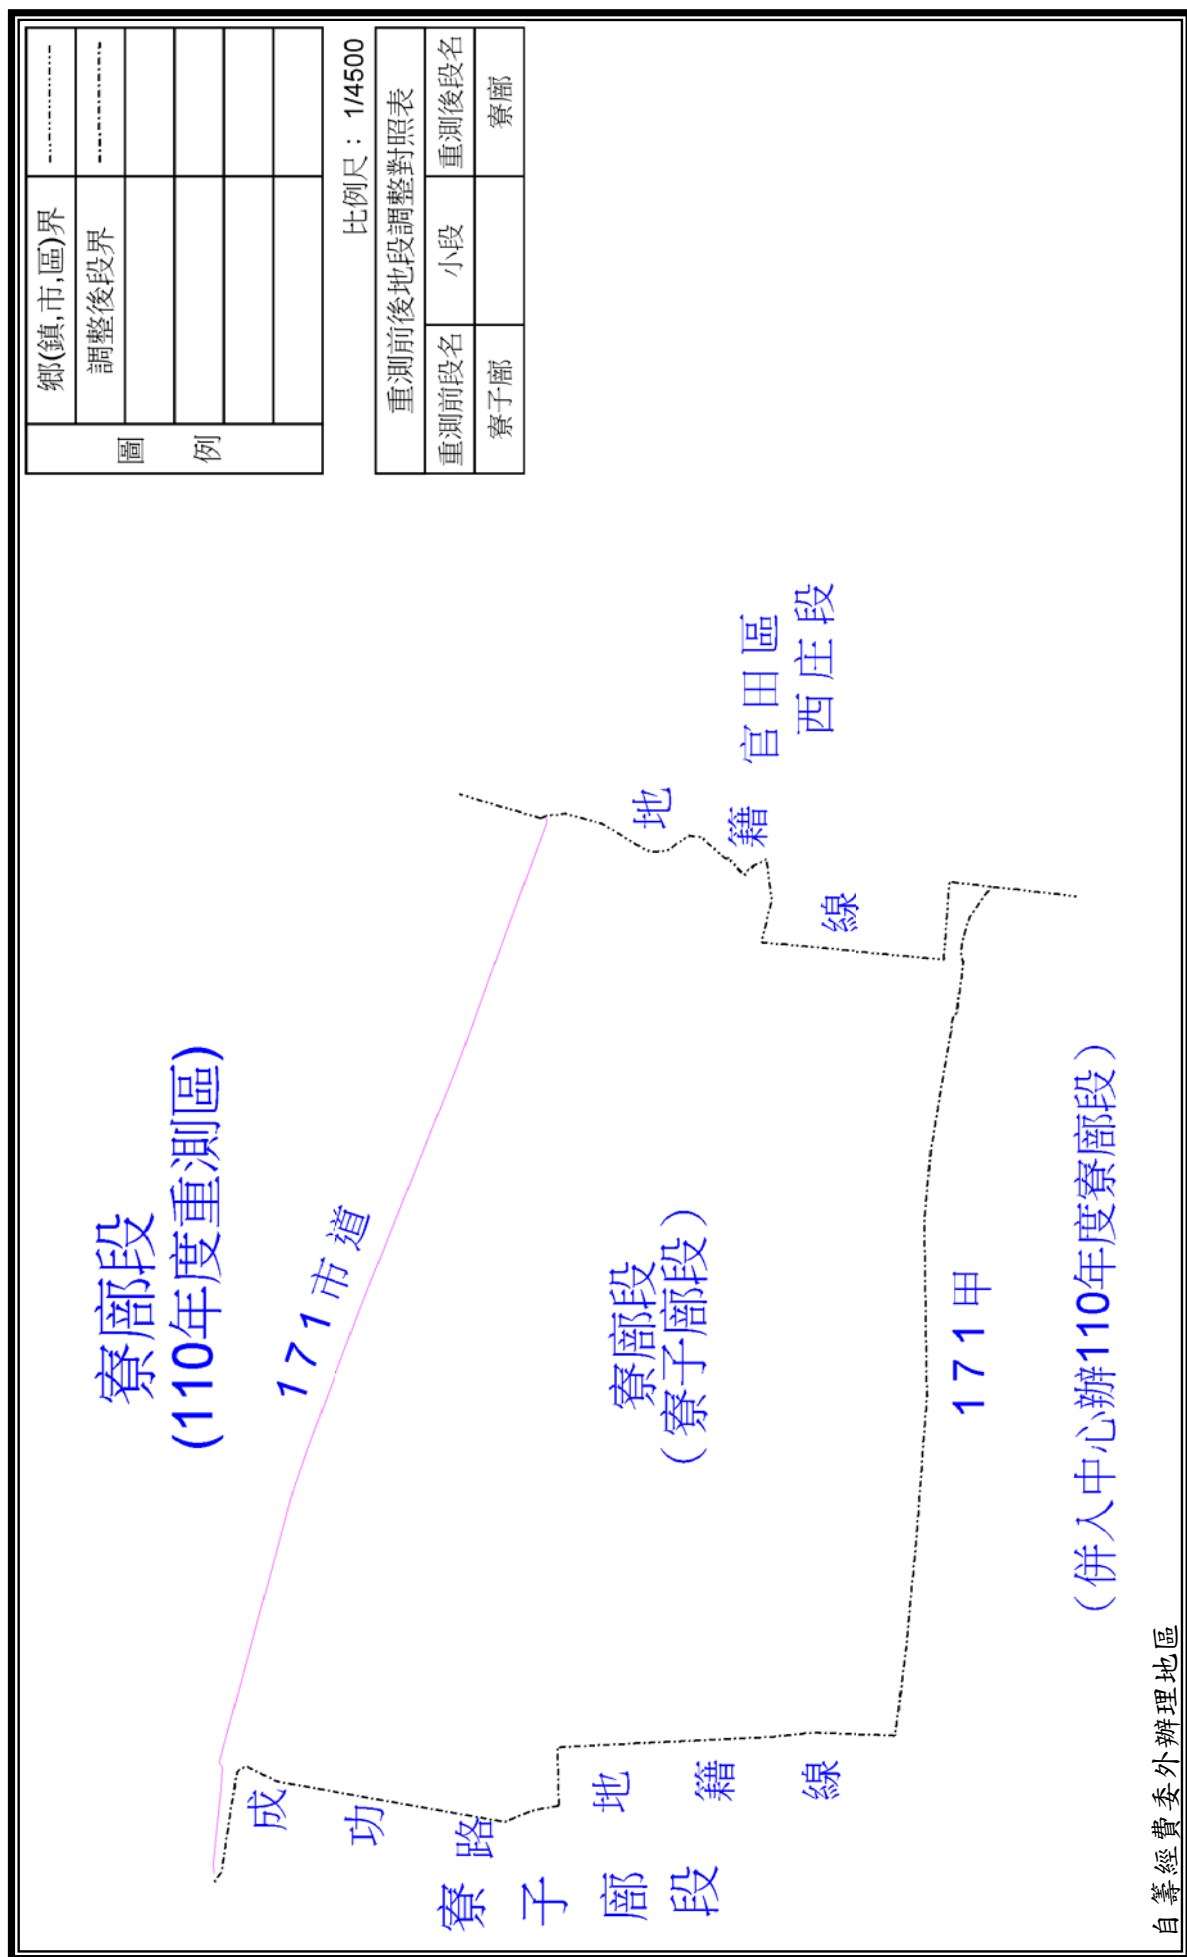 寮廍段
(110年度重測區)
171市道
圖例
鄉(鎮,市,區)界
調整後段界
比例尺：1/4500
重測前後地段調整對照表
重測前段名 小段 重測後段名
寮子廍 寮廍
成功路
寮子廍段
地籍線
寮廍段
(寮子廍段)
地籍線
官田區
西庄段
171甲
(併入中心辦110年度寮廍段)
自籌經費委外辦理地區